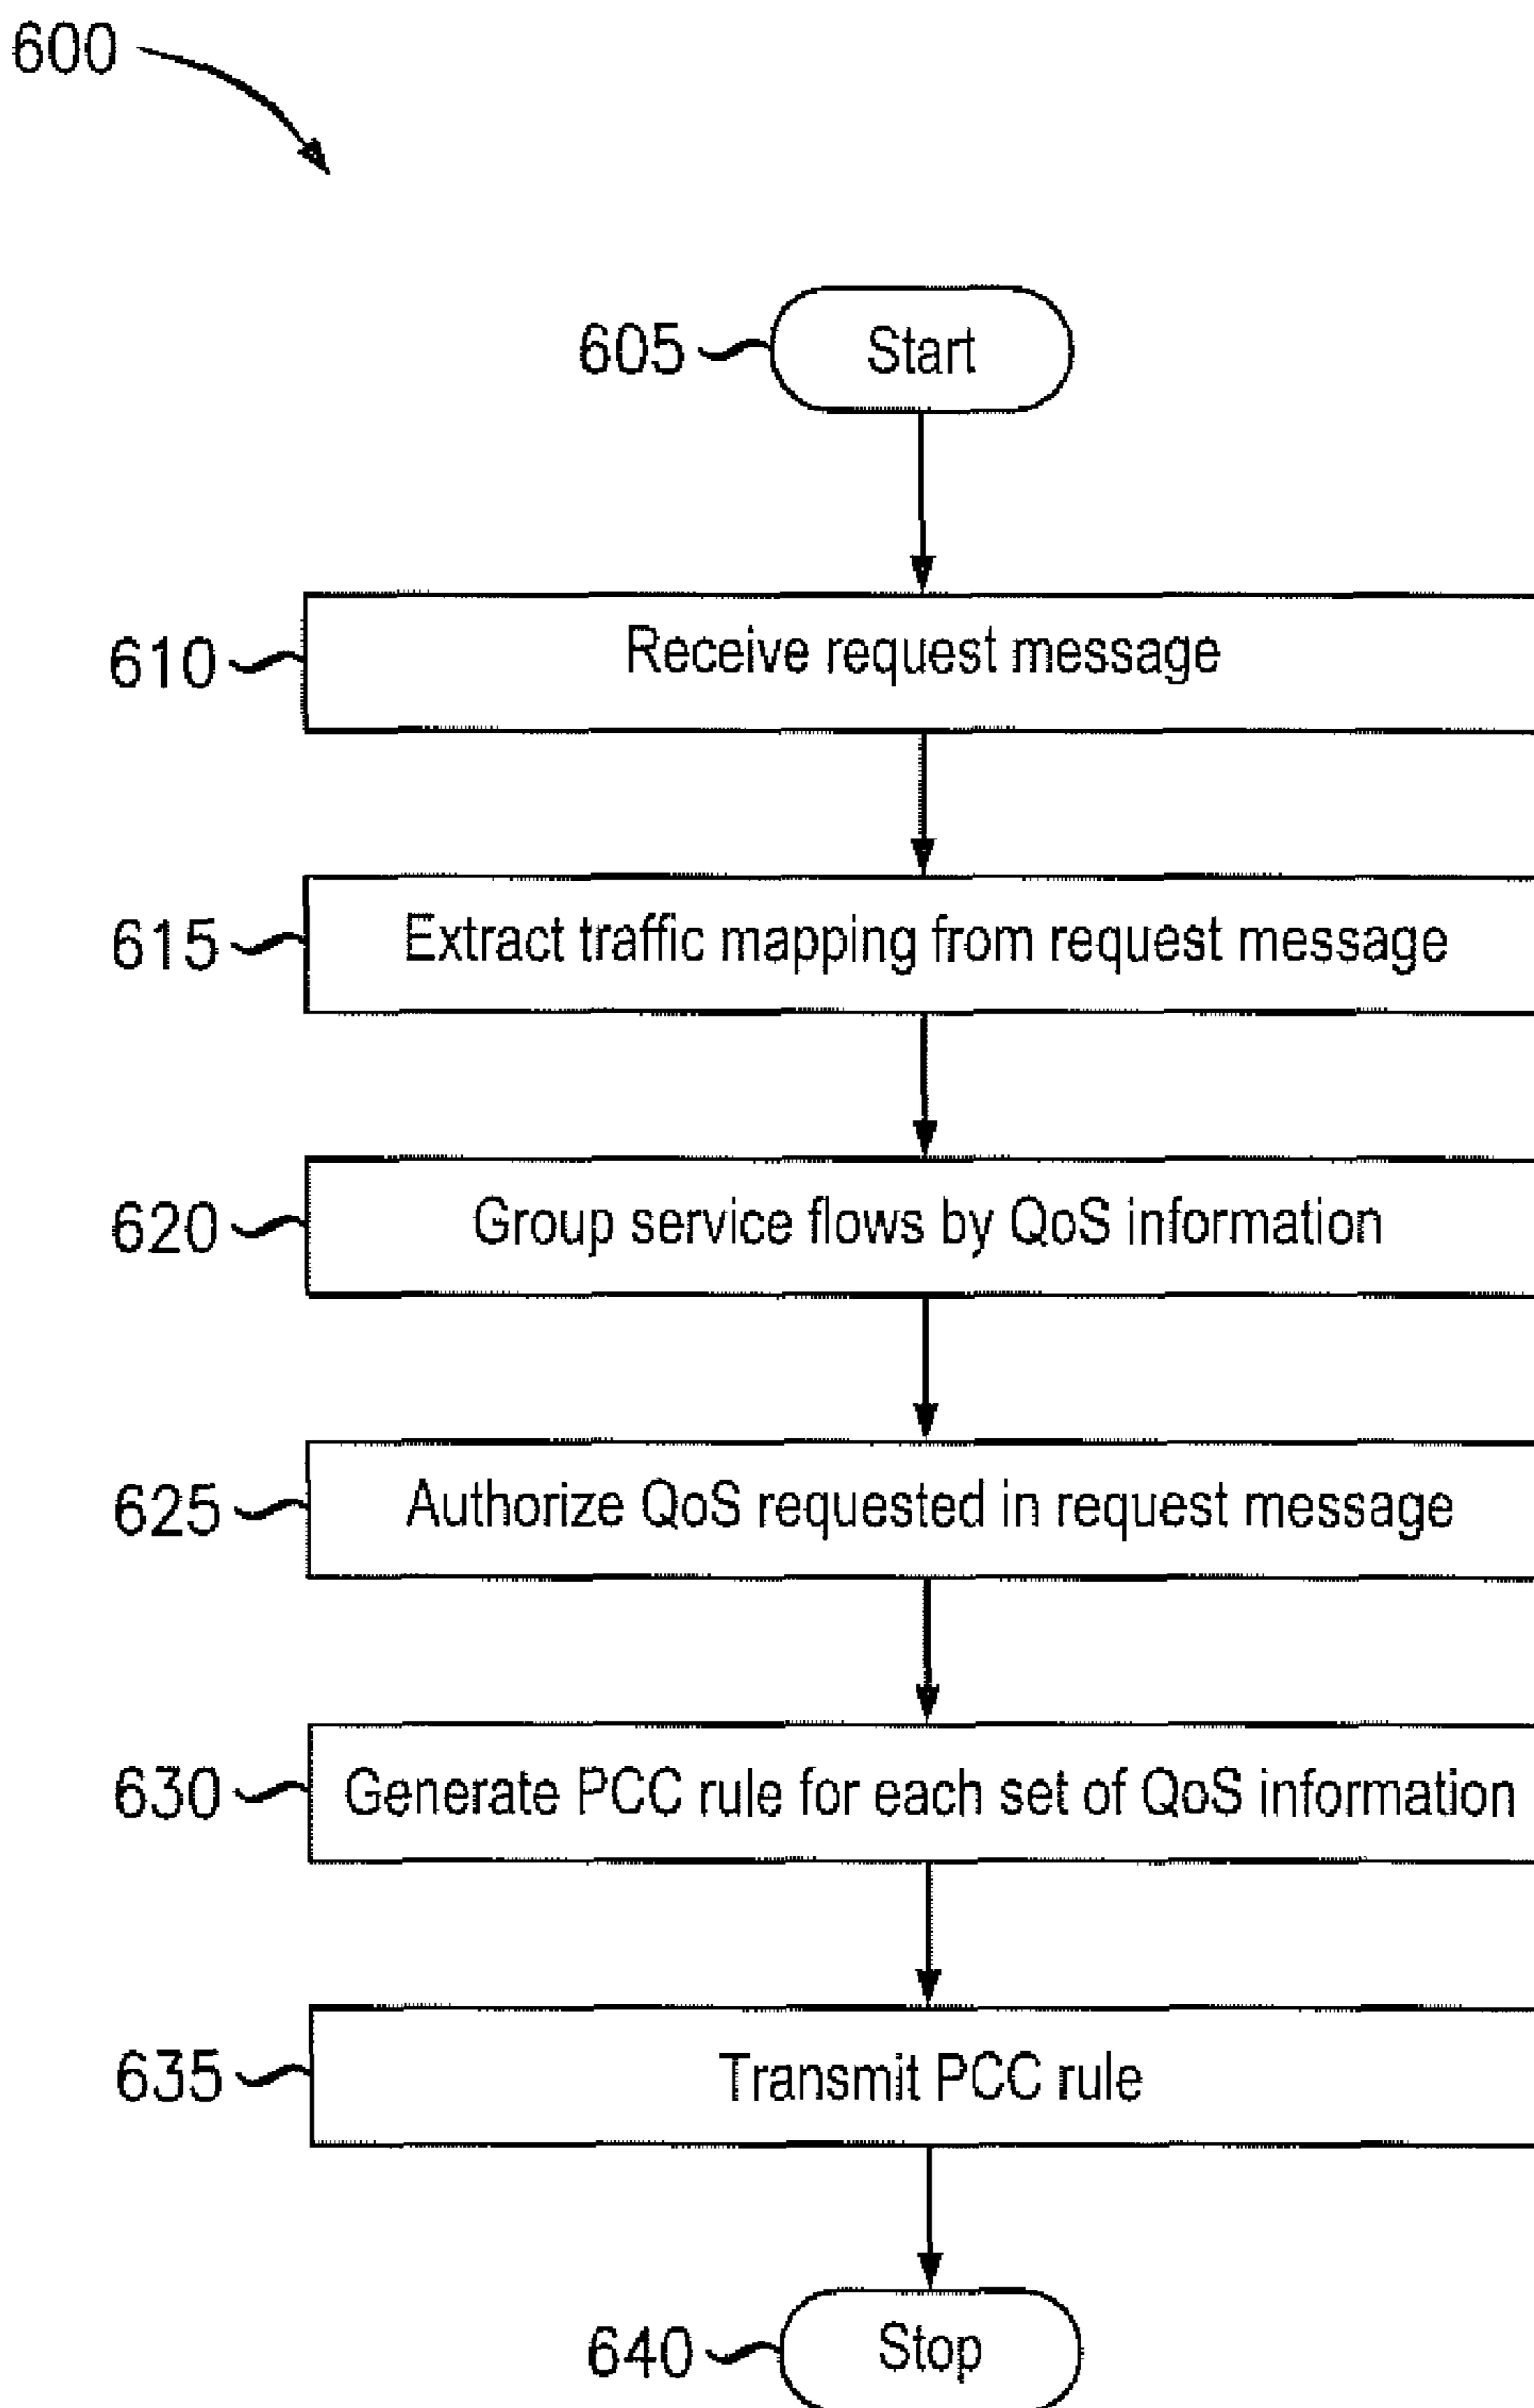 600
605 Start
610 Receive request message
615 Extract traffic mapping from request message
620 Group service flows by QoS information
625 Authorize QoS requested in request message
630 Generate PCC rule for each set of QoS information
635 Transmit PCC rule
640 Stop